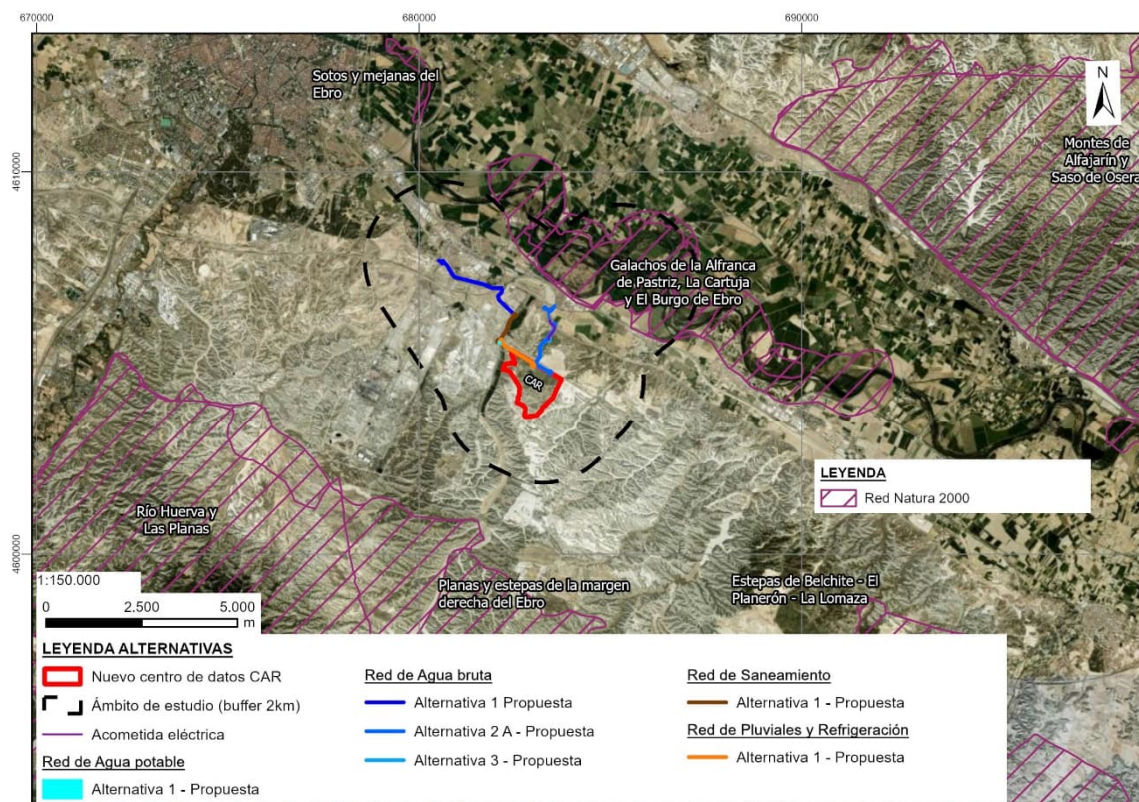 670000
680000
690000
Sotos y mejanas del
Ebro
N
Montes de
Alfajarín y
Saso de Osera
4610000
Galachos de la Alfranca
de Pastriz, La Cartuja
y El Burgo de Ebro
CAR
LEYENDA
Red Natura 2000
Río Huerva y
Las Planas
4600000
Planas y estepas de la margen
derecha del Ebro
Estepas de Belchite - El
Planerón - La Lomaza
1:150.000
0 2.500 5.000
m
LEYENDA ALTERNATIVAS
Nuevo centro de datos CAR
Ámbito de estudio (buffer 2km)
Acometida eléctrica
Red de Agua potable
Alternativa 1 - Propuesta
Red de Agua bruta
Alternativa 1 Propuesta
Alternativa 2 A - Propuesta
Alternativa 3 - Propuesta
Red de Saneamiento
Alternativa 1 - Propuesta
Red de Pluviales y Refrigeración
Alternativa 1 - Propuesta